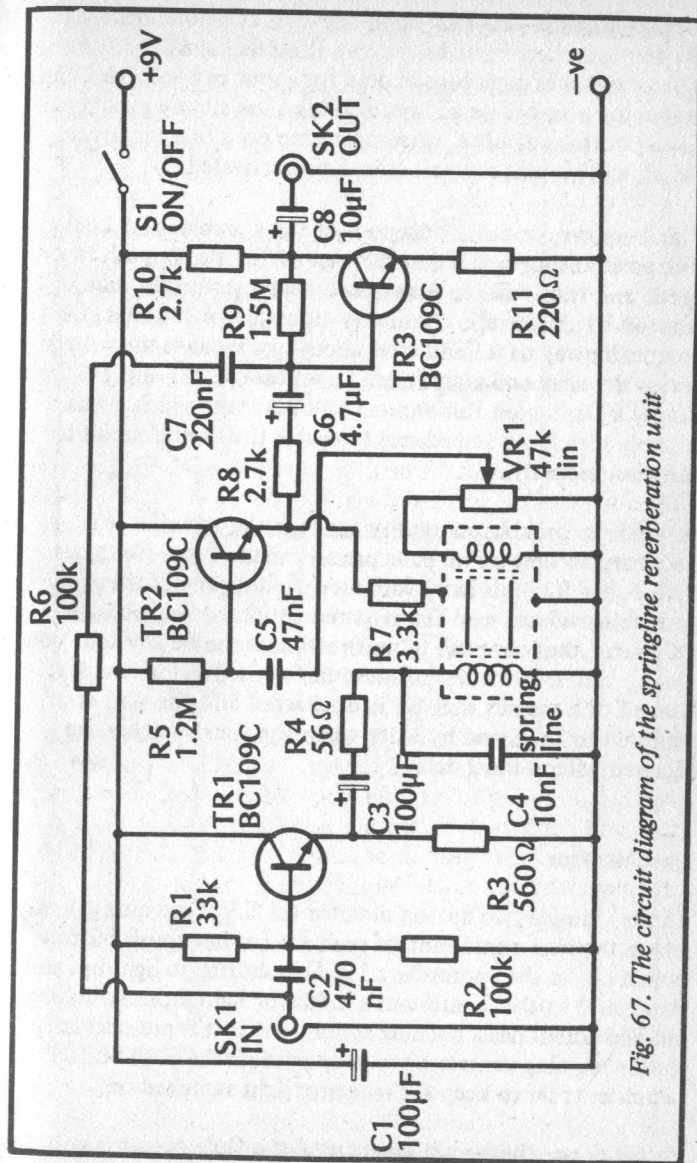 +9V
S1
ON/OFF
R6
100k
R10
2.7k
C7
220nF
R9
1.5M
SK2
OUT
TR2
BC109C
R5
1.2M
R8
2.7k
C6
4.7µF
C8
10µF
R1
33k
TR1
BC109C
C5
47nF
TR3
BC109C
SK1
IN
C2
470
nF
R4
56Ω
R7
3.3k
C3
100µF
VR1
47k
lin
R11
220Ω
C1
100µF
R2
100k
R3
560Ω
C4
10nF
spring
line
–ve
Fig. 67. The circuit diagram of the springline reverberation unit